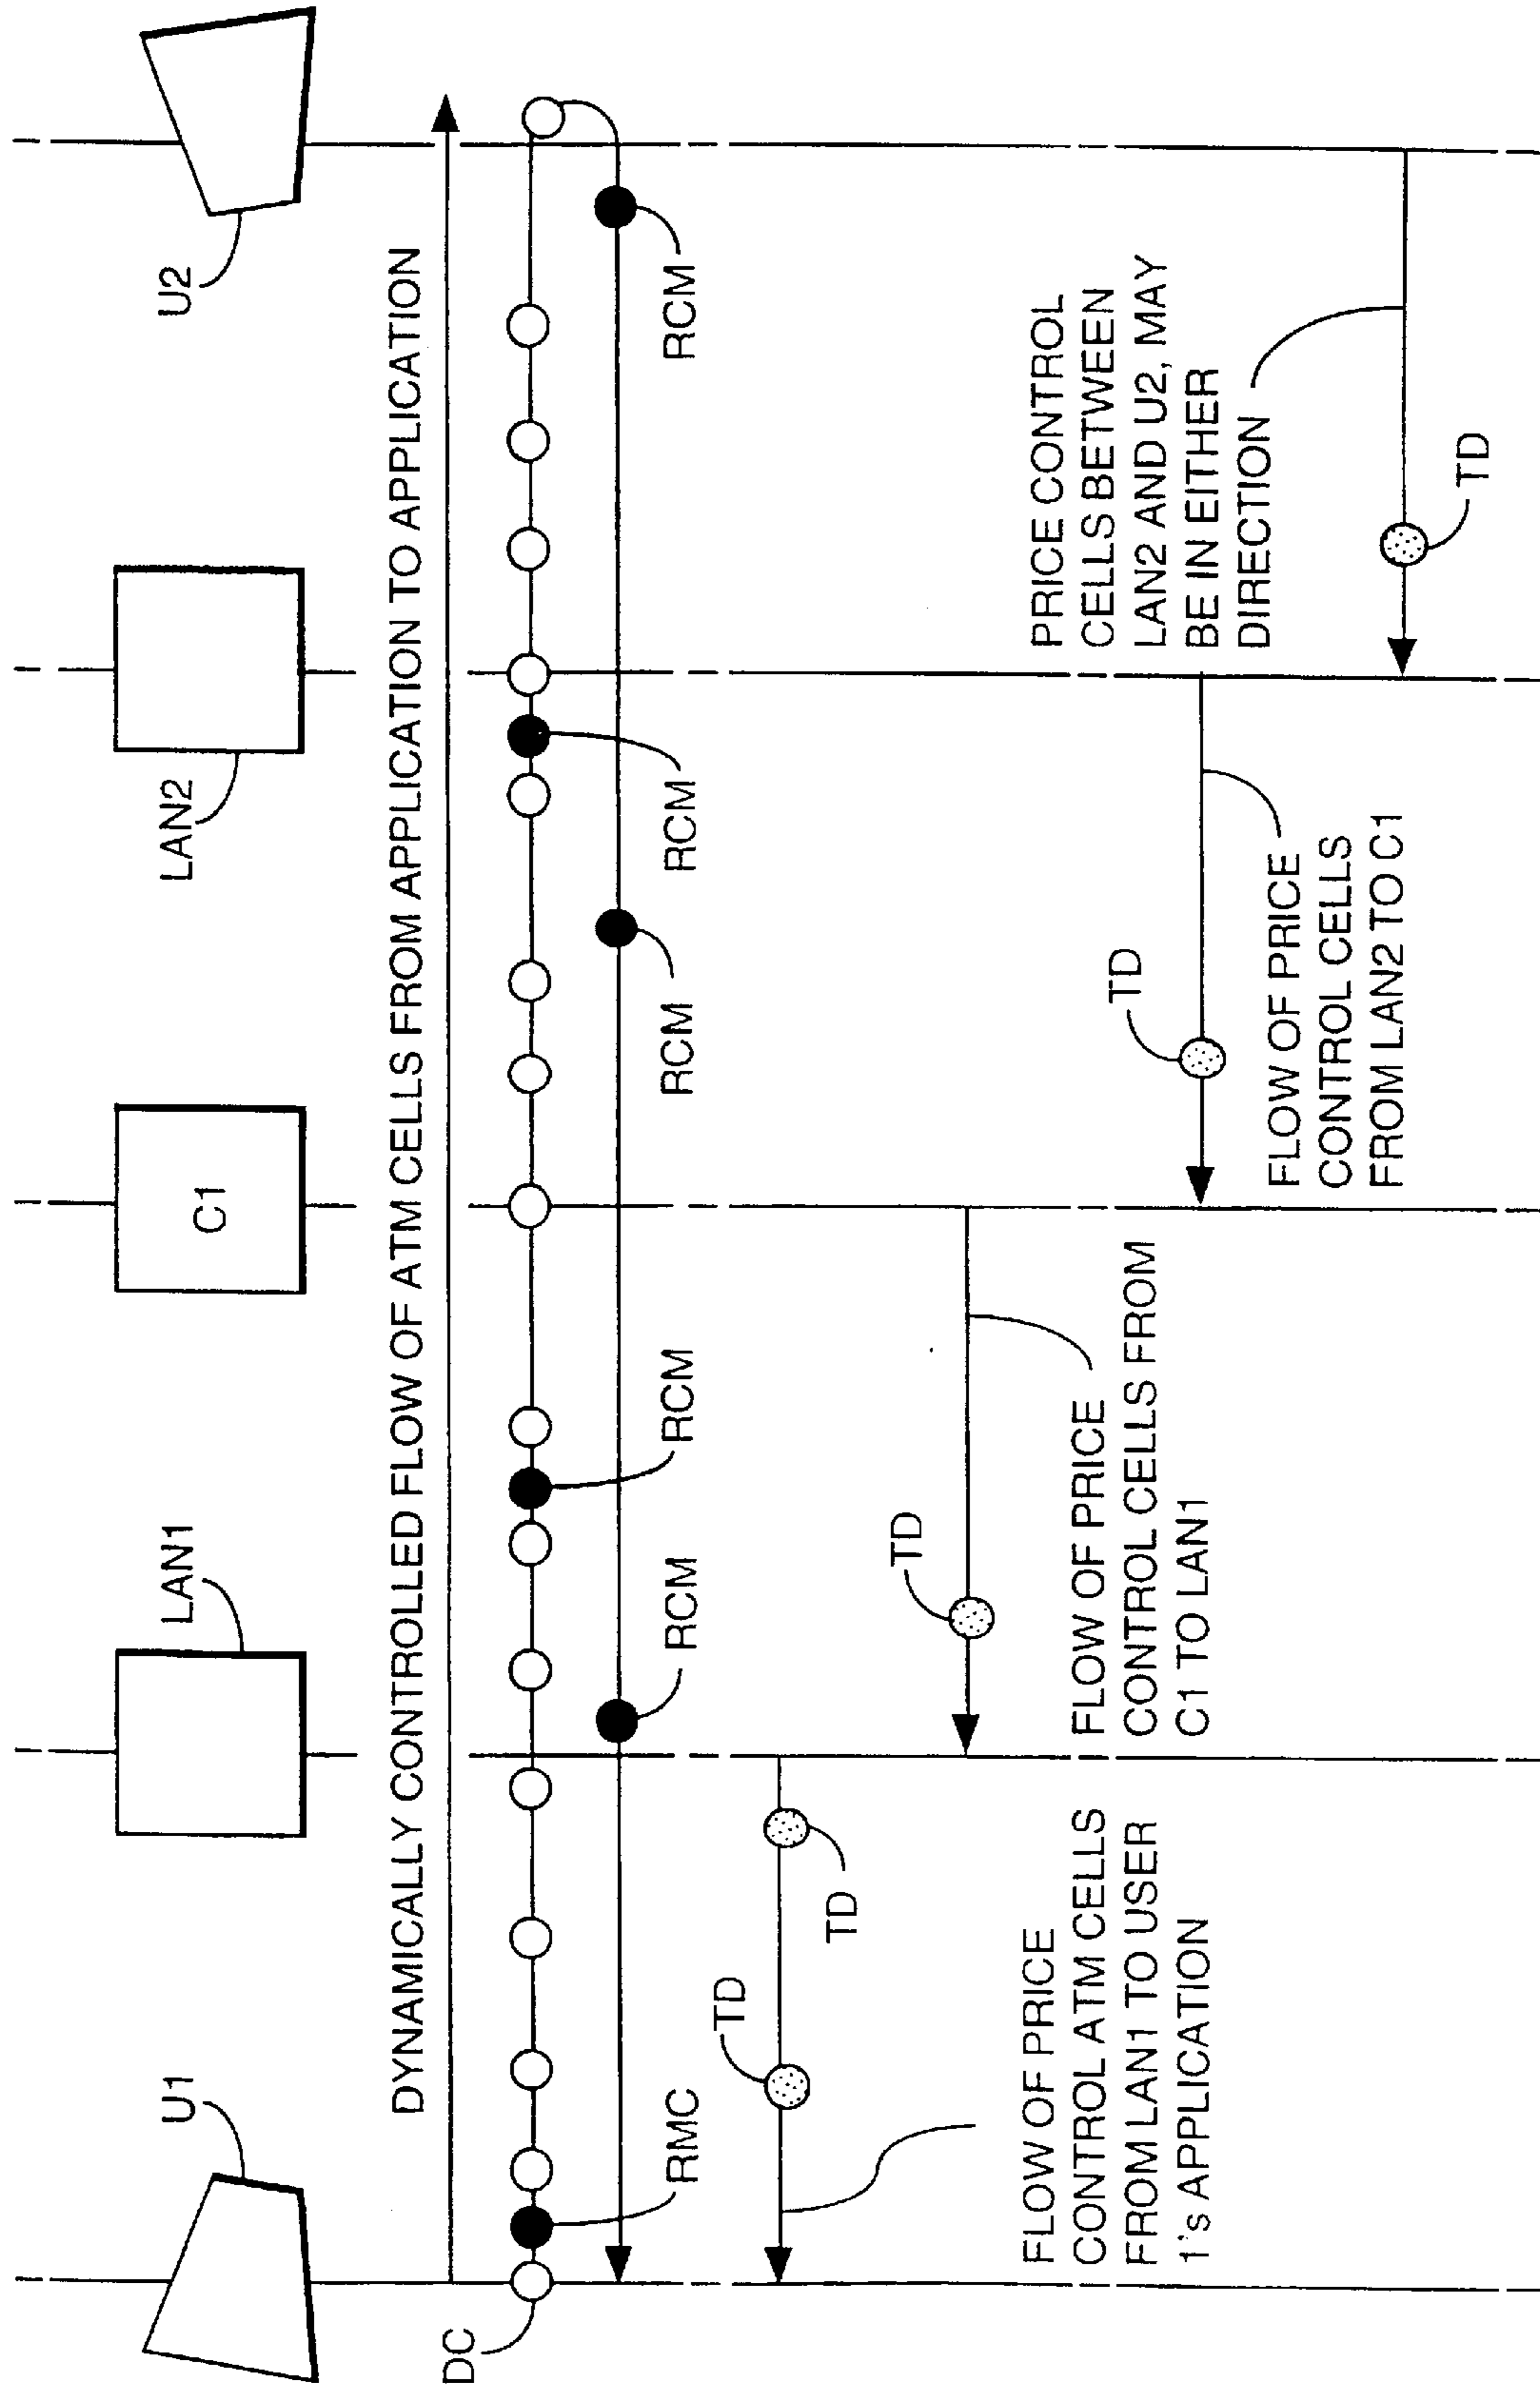 U1
LAN1
C1
LAN2
U2
DYNAMICALLY CONTROLLED FLOW OF ATM CELLS FROM APPLICATION TO APPLICATION
DC
RMC
RCM
RCM
RCM
RCM
RCM
TD
TD
FLOW OF PRICE
CONTROL ATM CELLS
FROM LAN1 TO USER
1's APPLICATION
TD
FLOW OF PRICE
CONTROL CELLS FROM
C1 TO LAN1
TD
FLOW OF PRICE
CONTROL CELLS
FROM LAN2 TO C1
PRICE CONTROL
CELLS BETWEEN
LAN2 AND U2, MAY
BE IN EITHER
DIRECTION
TD